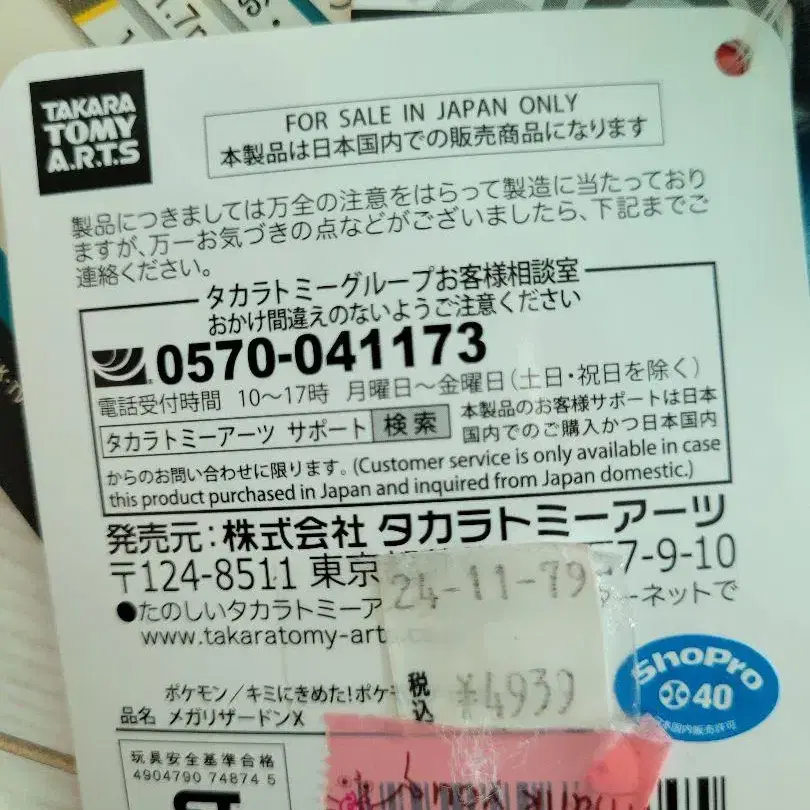 1.7m
TAKARA
TOMY
A.R.T.S
FOR SALE IN JAPAN ONLY
本製品は日本国内での販売商品になります
製品につきましては万全の注意をはらって製造に当たっており
ますが、万一お気づきの点などがございましたら、下記までご
連絡ください。
タカラトミーグループお客様相談室
おかけ間違えのないようご注意ください
0570-041173
電話受付時間 10〜17時 月曜日〜金曜日(土日・祝日を除く)
タカラトミーアーツ サポート 検索
本製品のお客様サポートは日本
国内でのご購入かつ日本国内
からのお問い合わせに限ります。(Customer service is only available in case
this product purchased in Japan and inquired from Japan domestic.)
発売元:株式会社 タカラトミーアーツ
〒124-8511 東京 7-9-10
●たのしいタカラトミーア ーネットで
www.takaratomy-art
24-11-79
税込
¥4939
ShoPro
40
日本国内販売許可
ポケモン/キミにきめた!ポケモ
品名 メガリザードンX
玩具安全基準合格
4904790 74874 5
ST